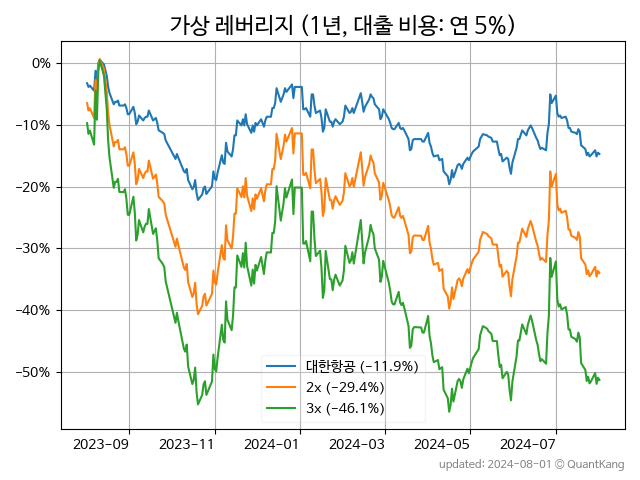 가상 레버리지 (1년, 대출 비용: 연 5%)
0%
−10%
−20%
−30%
−40%
−50%
대한항공 (−11.9%)
2x (−29.4%)
3x (−46.1%)
2023-09
2023-11
2024-01
2024-03
2024-05
2024-07
updated: 2024-08-01 © QuantKang